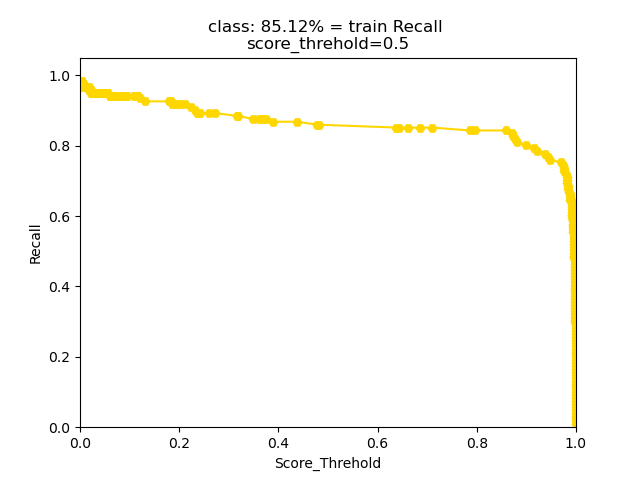 class: 85.12% = train Recall
score_threhold=0.5
1.0
0.8
0.6
0.4
0.2
0.0
Recall
0.0 0.2 0.4 0.6 0.8 1.0
Score_Threhold